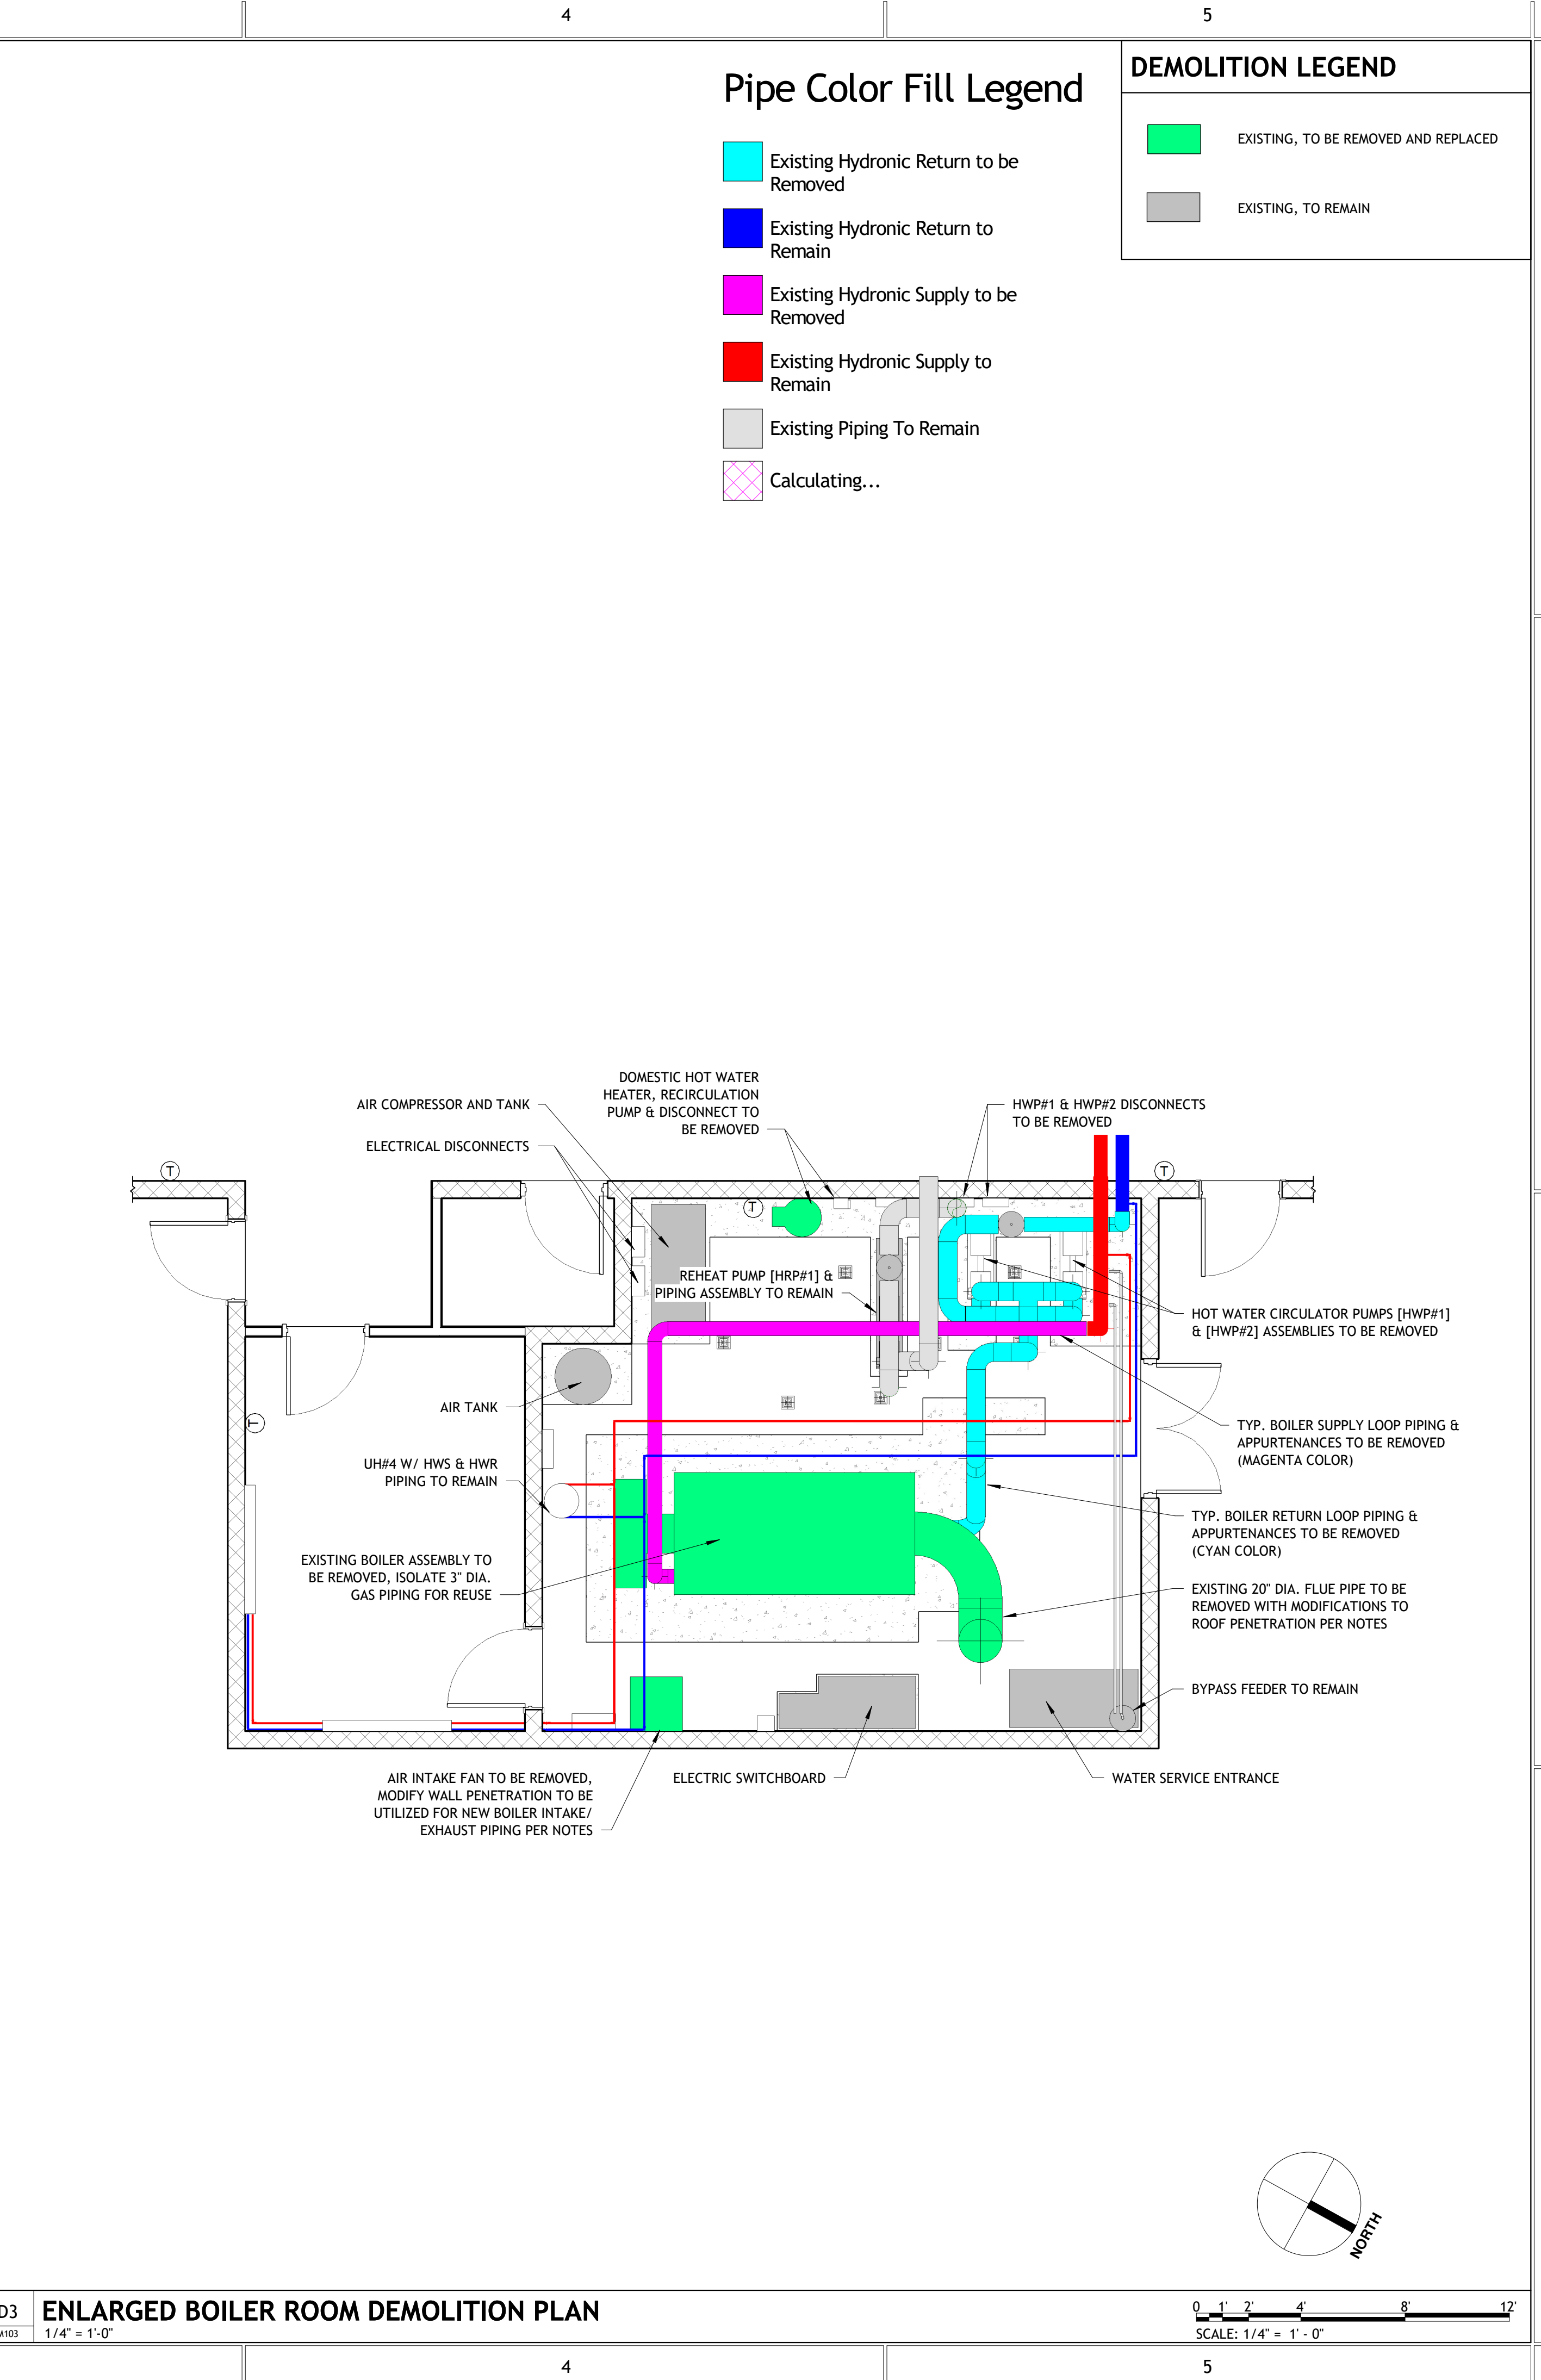 4
5
Pipe Color Fill Legend
Existing Hydronic Return to be
Removed
Existing Hydronic Return to
Remain
Existing Hydronic Supply to be
Removed
Existing Hydronic Supply to
Remain
Existing Piping To Remain
Calculating...
DEMOLITION LEGEND
EXISTING, TO BE REMOVED AND REPLACED
EXISTING, TO REMAIN
DOMESTIC HOT WATER
HEATER, RECIRCULATION
PUMP & DISCONNECT TO
BE REMOVED
AIR COMPRESSOR AND TANK
ELECTRICAL DISCONNECTS
HWP#1 & HWP#2 DISCONNECTS
TO BE REMOVED
T
T
T
REHEAT PUMP [HRP#1] &
PIPING ASSEMBLY TO REMAIN
HOT WATER CIRCULATOR PUMPS [HWP#1]
& [HWP#2] ASSEMBLIES TO BE REMOVED
AIR TANK
T
TYP. BOILER SUPPLY LOOP PIPING &
APPURTENANCES TO BE REMOVED
(MAGENTA COLOR)
UH#4 W/ HWS & HWR
PIPING TO REMAIN
TYP. BOILER RETURN LOOP PIPING &
APPURTENANCES TO BE REMOVED
(CYAN COLOR)
EXISTING BOILER ASSEMBLY TO
BE REMOVED, ISOLATE 3" DIA.
GAS PIPING FOR REUSE
EXISTING 20" DIA. FLUE PIPE TO BE
REMOVED WITH MODIFICATIONS TO
ROOF PENETRATION PER NOTES
BYPASS FEEDER TO REMAIN
AIR INTAKE FAN TO BE REMOVED,
MODIFY WALL PENETRATION TO BE
UTILIZED FOR NEW BOILER INTAKE/
EXHAUST PIPING PER NOTES
ELECTRIC SWITCHBOARD
WATER SERVICE ENTRANCE
NORTH
D3
M103
ENLARGED BOILER ROOM DEMOLITION PLAN
1/4" = 1'-0"
0 1' 2' 4' 8' 12'
SCALE: 1/4" = 1' - 0"
4
5